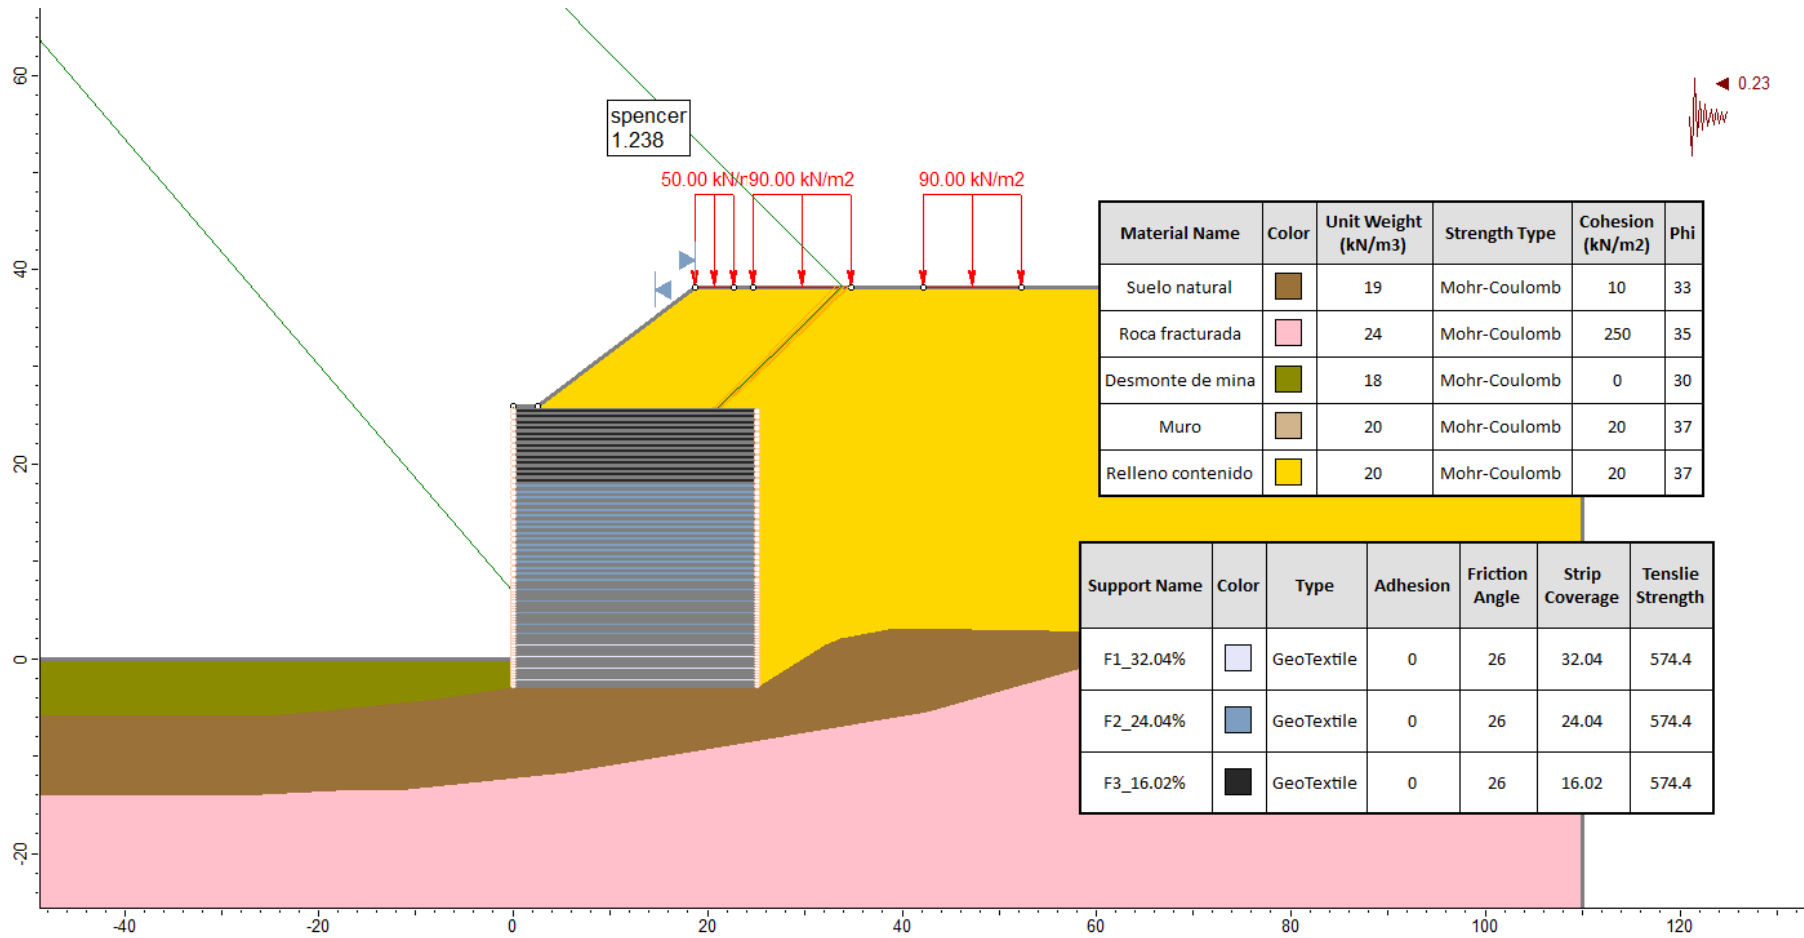 60
40
20
0
-20
-40
-20
0
20
40
60
80
100
120
spencer
1.238
50.00 kN/r
90.00 kN/m2
90.00 kN/m2
0.23
Material Name Color Unit Weight (kN/m3) Strength Type Cohesion (kN/m2) Phi
Suelo natural 19 Mohr-Coulomb 10 33
Roca fracturada 24 Mohr-Coulomb 250 35
Desmonte de mina 18 Mohr-Coulomb 0 30
Muro 20 Mohr-Coulomb 20 37
Relleno contenido 20 Mohr-Coulomb 20 37
Support Name Color Type Adhesion Friction Angle Strip Coverage Tenslie Strength
F1_32.04% GeoTextile 0 26 32.04 574.4
F2_24.04% GeoTextile 0 26 24.04 574.4
F3_16.02% GeoTextile 0 26 16.02 574.4